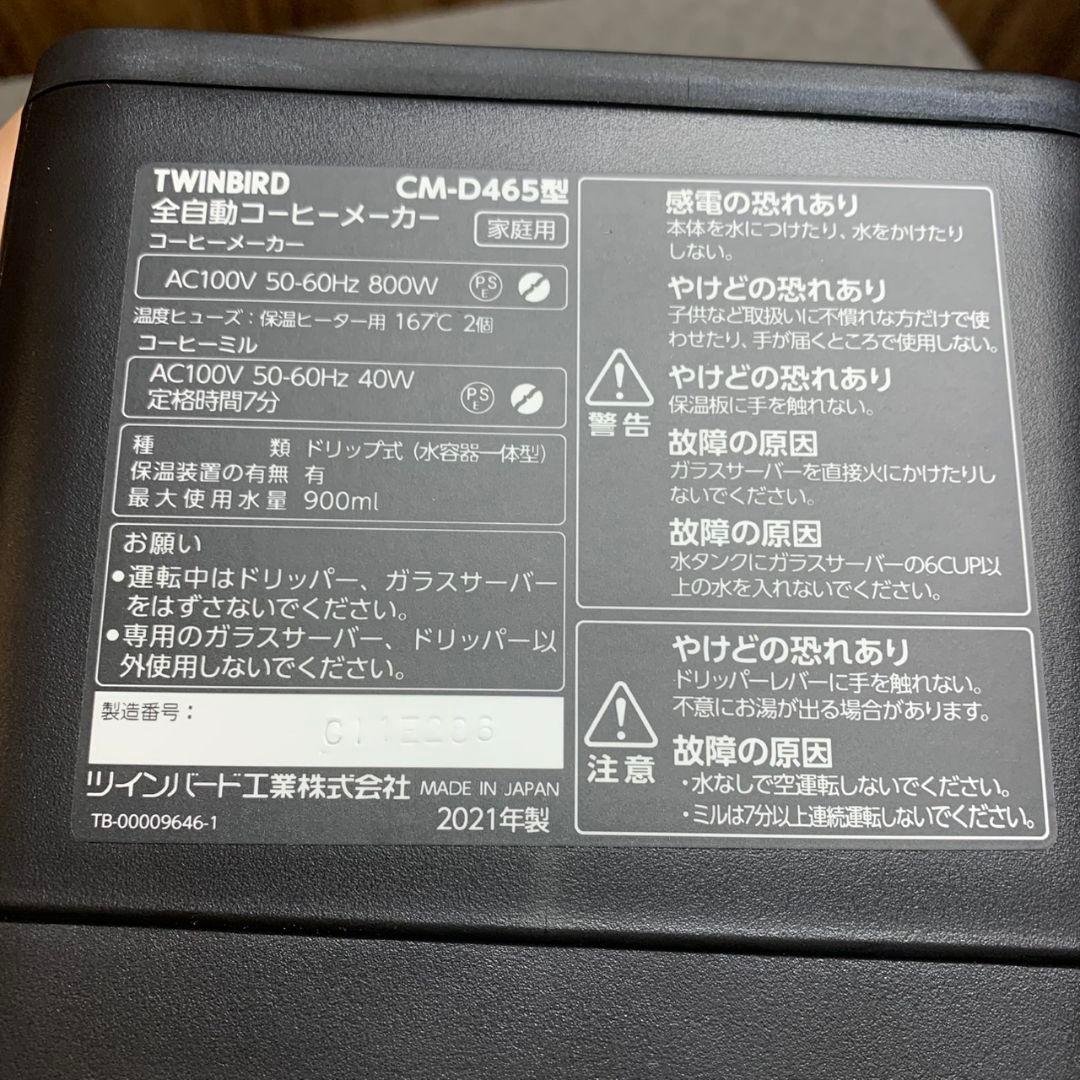 TWINBIRD CM-D465型
全自動コーヒーメーカー 家庭用
コーヒーメーカー
AC100V 50-60Hz 800W PSE
温度ヒューズ：保温ヒーター用 167℃ 2個
コーヒーミル
AC100V 50-60Hz 40W
定格時間7分 PSE
種類 ドリップ式（水容器一体型）
保温装置の有無 有
最大使用水量 900ml
お願い
●運転中はドリッパー、ガラスサーバー
をはずさないでください。
●専用のガラスサーバー、ドリッパー以
外使用しないでください。
製造番号：
C11E206
ツインバード工業株式会社 MADE IN JAPAN
TB-00009646-1 2021年製
警告
感電の恐れあり
本体を水につけたり、水をかけたり
しない。
やけどの恐れあり
子供など取扱いに不慣れな方だけで使
わせたり、手が届くところで使用しない。
やけどの恐れあり
保温板に手を触れない。
故障の原因
ガラスサーバーを直接火にかけたりし
ないでください。
故障の原因
水タンクにガラスサーバーの6CUP以
上の水を入れないでください。
注意
やけどの恐れあり
ドリッパーレバーに手を触れない。
不意にお湯が出る場合があります。
故障の原因
・水なしで空運転しないでください。
・ミルは7分以上連続運転しないでください。